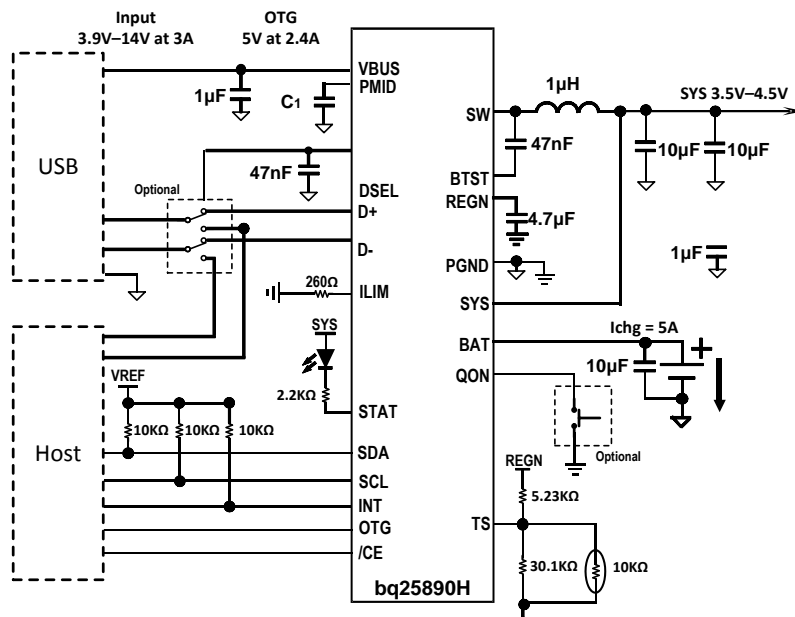 Input
3.9V–14V at 3A
OTG
5V at 2.4A
VBUS
PMID
1µF
C1
USB
47nF
Optional
DSEL
D+
D-
260Ω
ILIM
SYS
2.2KΩ
STAT
VREF
10KΩ
10KΩ
10KΩ
Host
SDA
SCL
INT
OTG
/CE
bq25890H
SW
1µH
SYS 3.5V–4.5V
47nF
10µF
10µF
BTST
REGN
4.7µF
PGND
1µF
SYS
BAT
Ichg = 5A
10µF
+
QON
Optional
REGN
5.23KΩ
TS
30.1KΩ
10KΩ